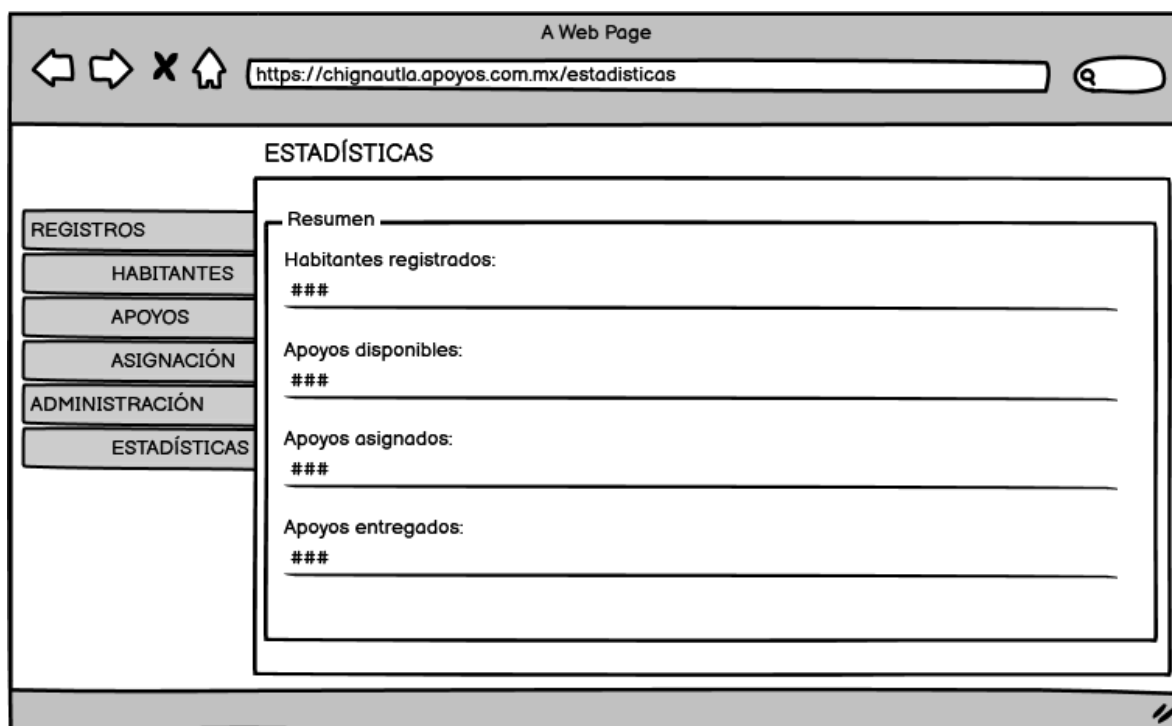 A Web Page
https://chignautla.apoyos.com.mx/estadisticas
ESTADÍSTICAS
REGISTROS
HABITANTES
APOYOS
ASIGNACIÓN
ADMINISTRACIÓN
ESTADÍSTICAS
Resumen
Habitantes registrados:
###
Apoyos disponibles:
###
Apoyos asignados:
###
Apoyos entregados:
###